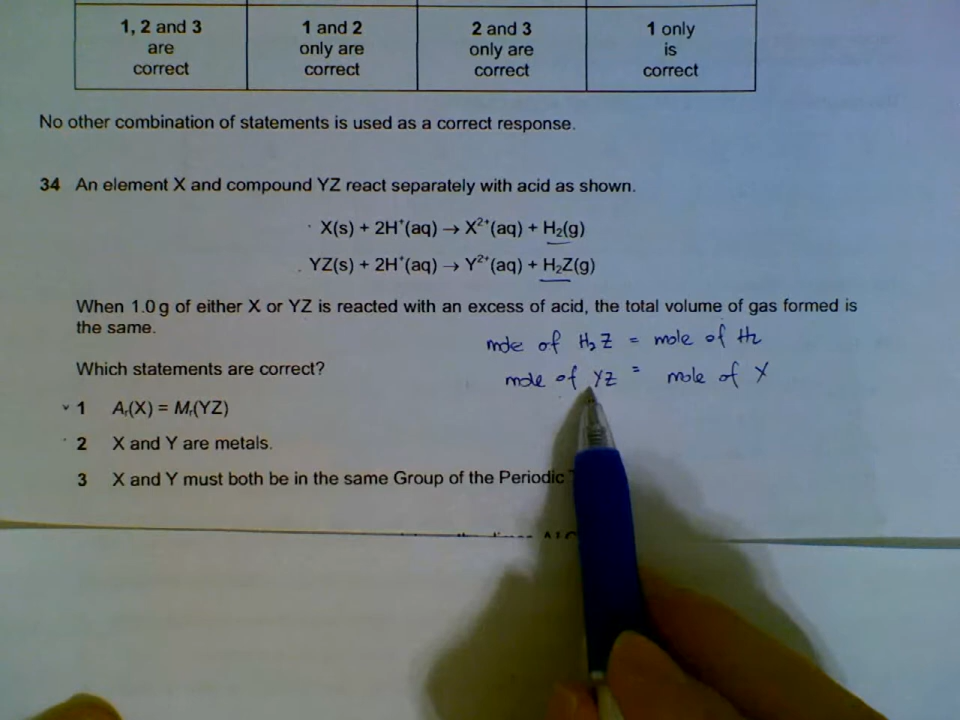 1, 2 and 3
are
correct
1 and 2
only are
correct
2 and 3
only are
correct
1 only
is
correct
No other combination of statements is used as a correct response.
34 An element X and compound YZ react separately with acid as shown.
X(s) + 2H⁺(aq) → X²⁺(aq) + H₂(g)
YZ(s) + 2H⁺(aq) → Y²⁺(aq) + H₂Z(g)
When 1.0 g of either X or YZ is reacted with an excess of acid, the total volume of gas formed is
the same.
mole of H₂Z = mole of H₂
Which statements are correct?
mole of YZ = mole of X
1 Aᵣ(X) = Mᵣ(YZ)
2 X and Y are metals.
3 X and Y must both be in the same Group of the Periodic